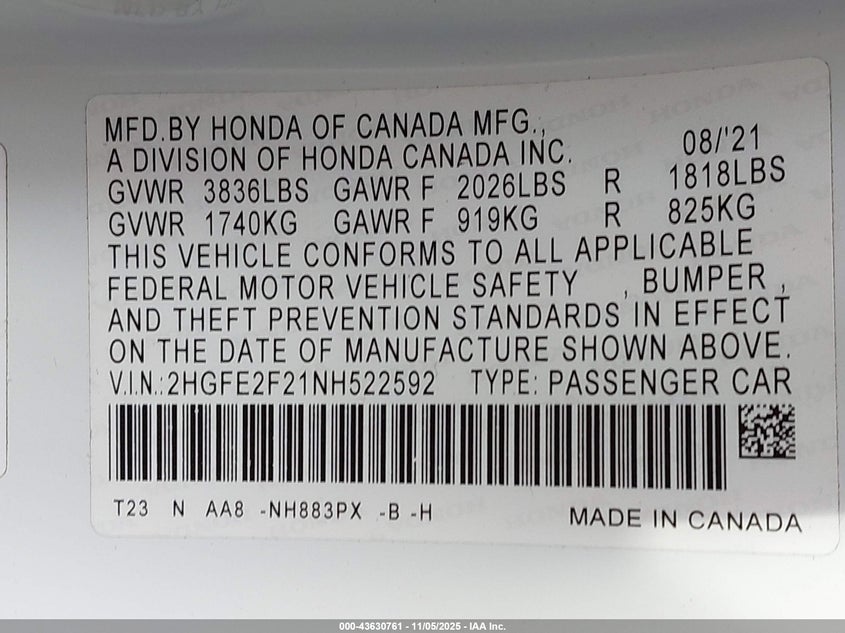 MFD.BY HONDA OF CANADA MFG.,
A DIVISION OF HONDA CANADA INC. 08/'21
GVWR 3836LBS GAWR F 2026LBS R 1818LBS
GVWR 1740KG GAWR F 919KG R 825KG
THIS VEHICLE CONFORMS TO ALL APPLICABLE
FEDERAL MOTOR VEHICLE SAFETY , BUMPER ,
AND THEFT PREVENTION STANDARDS IN EFFECT
ON THE DATE OF MANUFACTURE SHOWN ABOVE.
V.I.N.:2HGFE2F21NH522592 TYPE: PASSENGER CAR
T23 N AA8 -NH883PX -B -H MADE IN CANADA
000-43630761 - 11/05/2025 - IAA Inc.